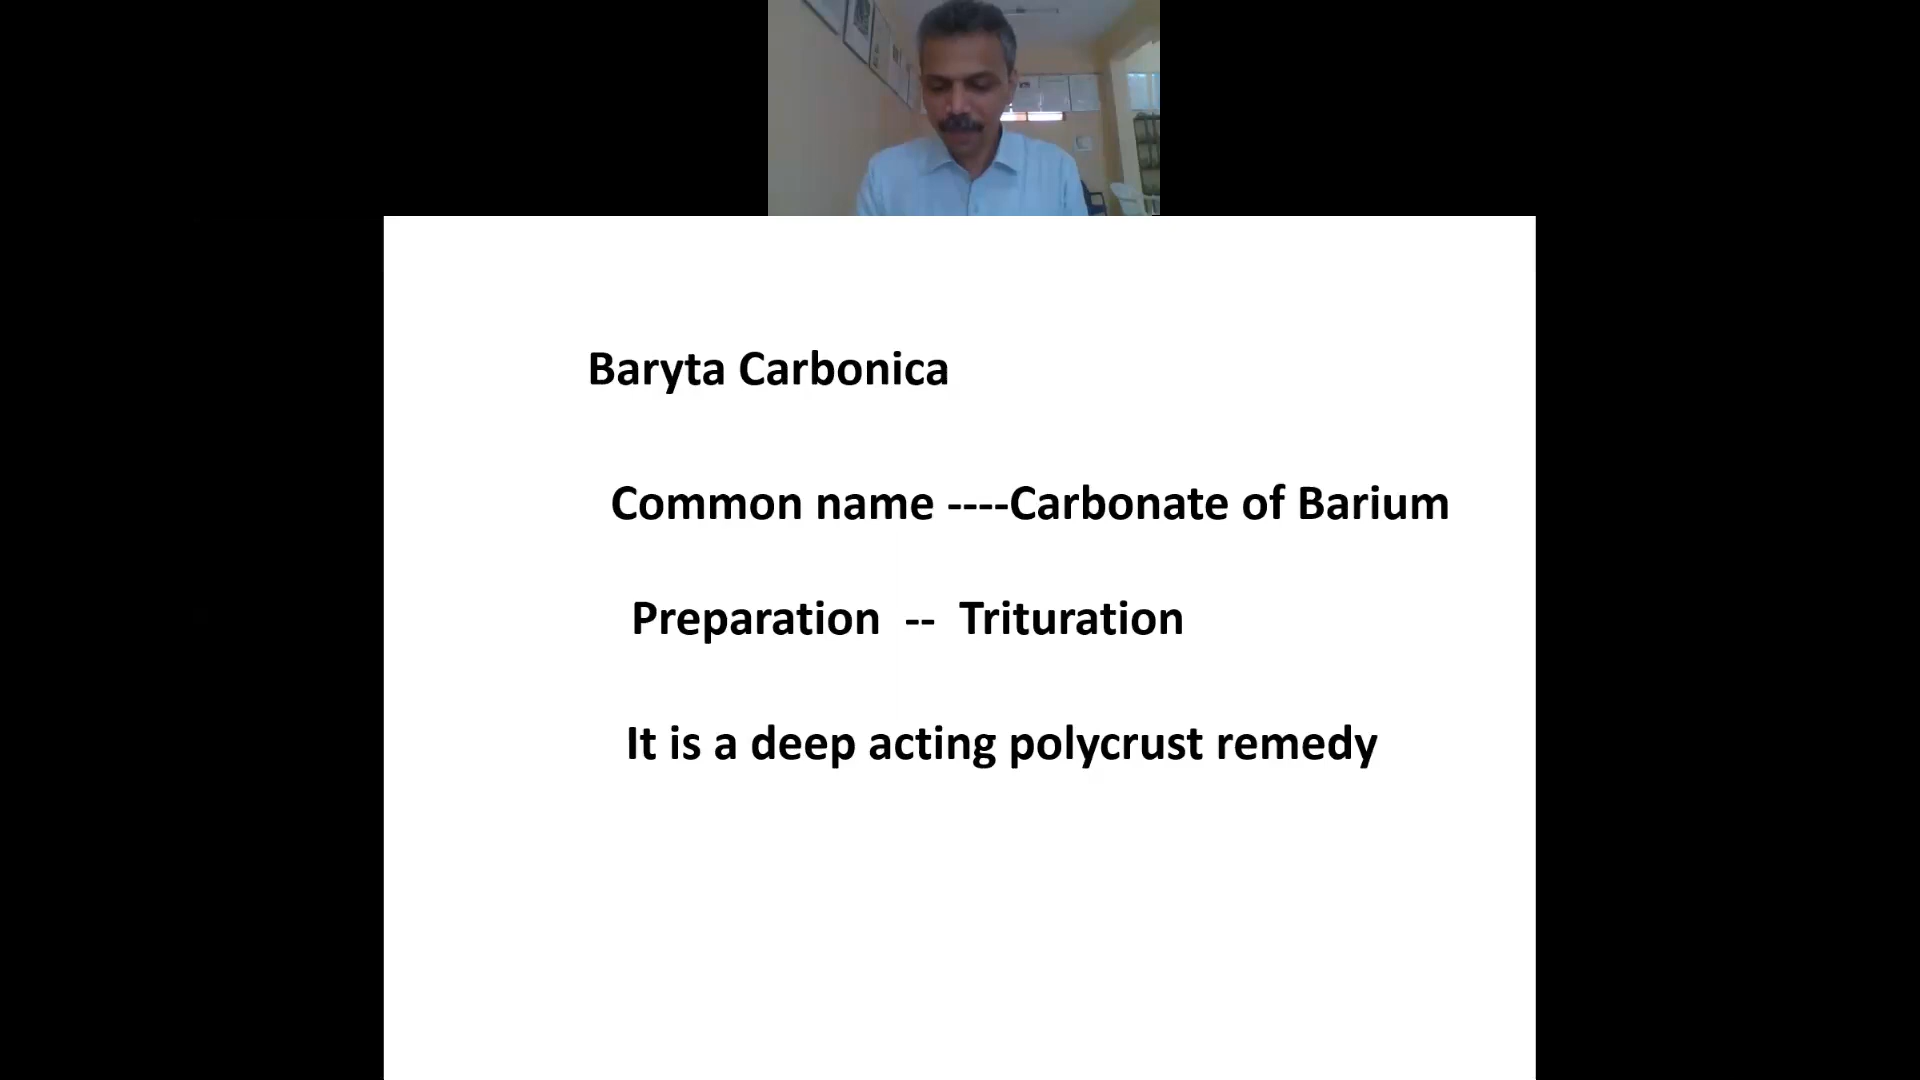 Baryta Carbonica
Common name ----Carbonate of Barium
Preparation -- Trituration
It is a deep acting polycrust remedy